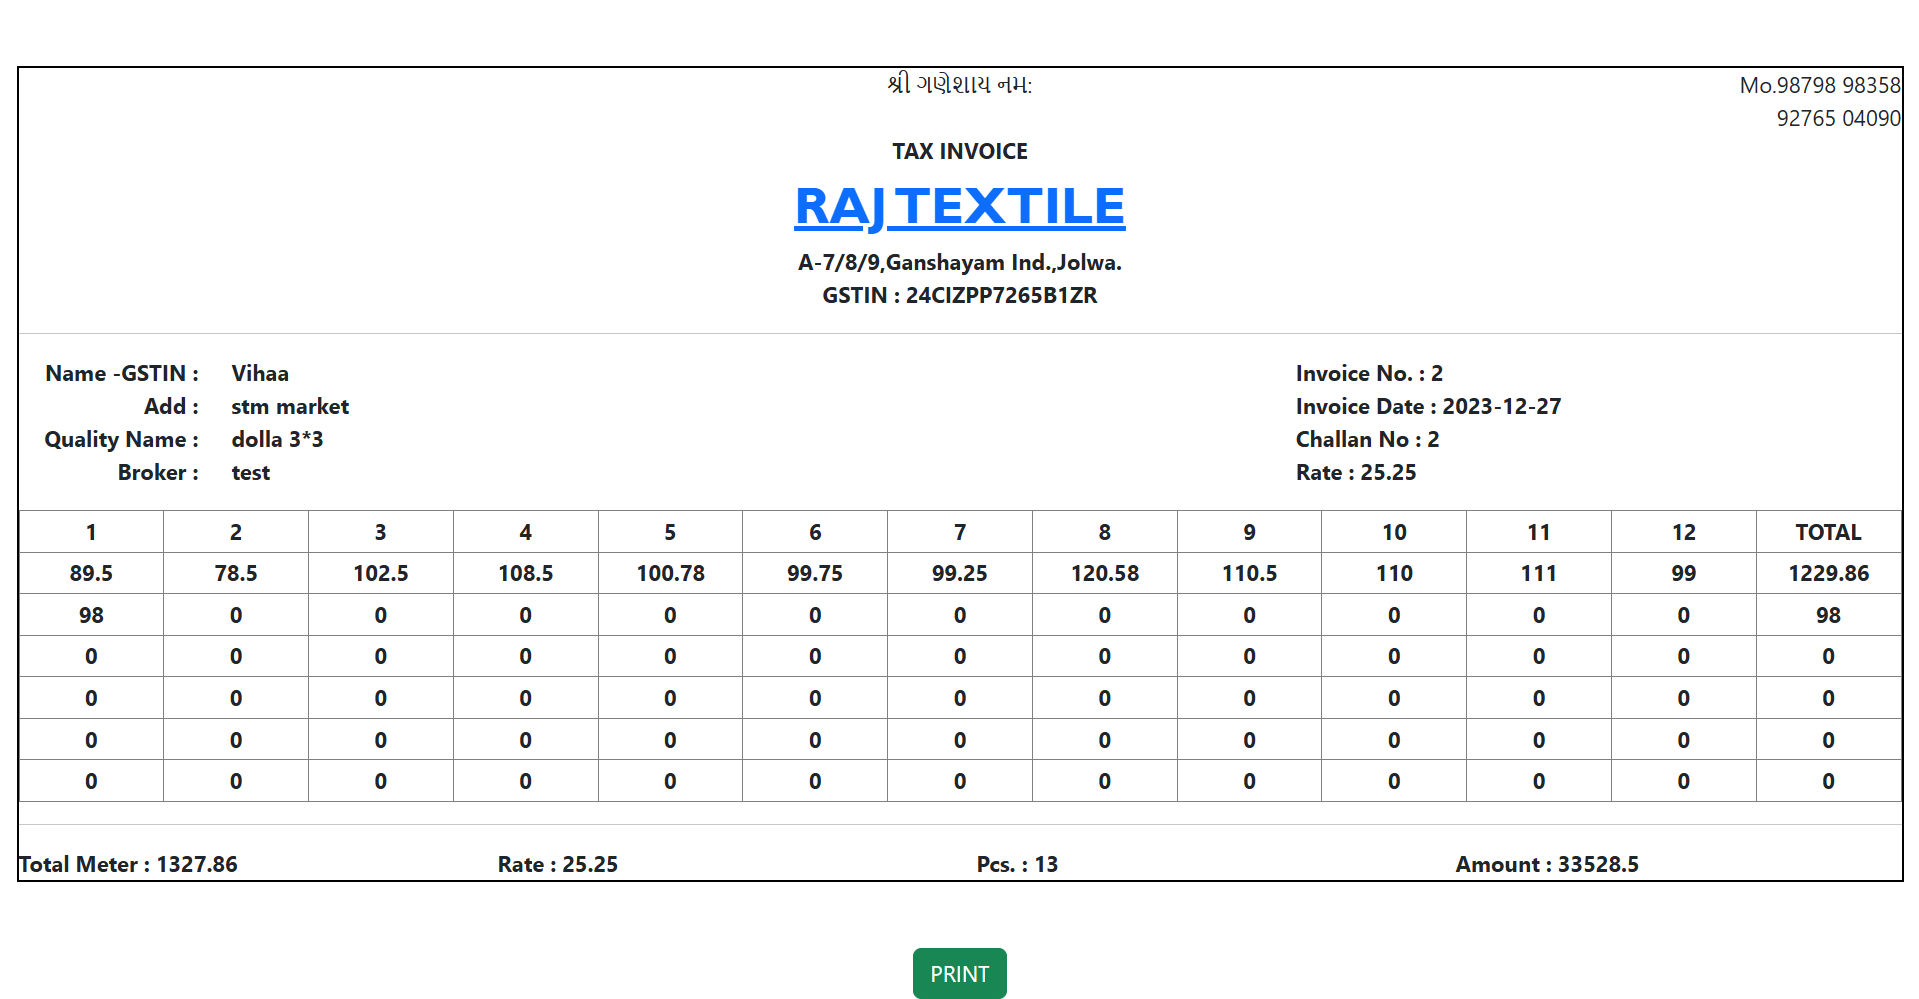 શ્રી ગણેશાય નમ:
Mo.98798 98358
92765 04090
TAX INVOICE
RAJ TEXTILE
A-7/8/9,Ganshayam Ind.,Jolwa.
GSTIN : 24CIZPP7265B1ZR
Name -GSTIN : Vihaa
Add : stm market
Quality Name : dolla 3*3
Broker : test
Invoice No. : 2
Invoice Date : 2023-12-27
Challan No : 2
Rate : 25.25
1 2 3 4 5 6 7 8 9 10 11 12 TOTAL
89.5 78.5 102.5 108.5 100.78 99.75 99.25 120.58 110.5 110 111 99 1229.86
98 0 0 0 0 0 0 0 0 0 0 0 98
0 0 0 0 0 0 0 0 0 0 0 0 0
0 0 0 0 0 0 0 0 0 0 0 0 0
0 0 0 0 0 0 0 0 0 0 0 0 0
0 0 0 0 0 0 0 0 0 0 0 0 0
Total Meter : 1327.86 Rate : 25.25 Pcs. : 13 Amount : 33528.5
PRINT